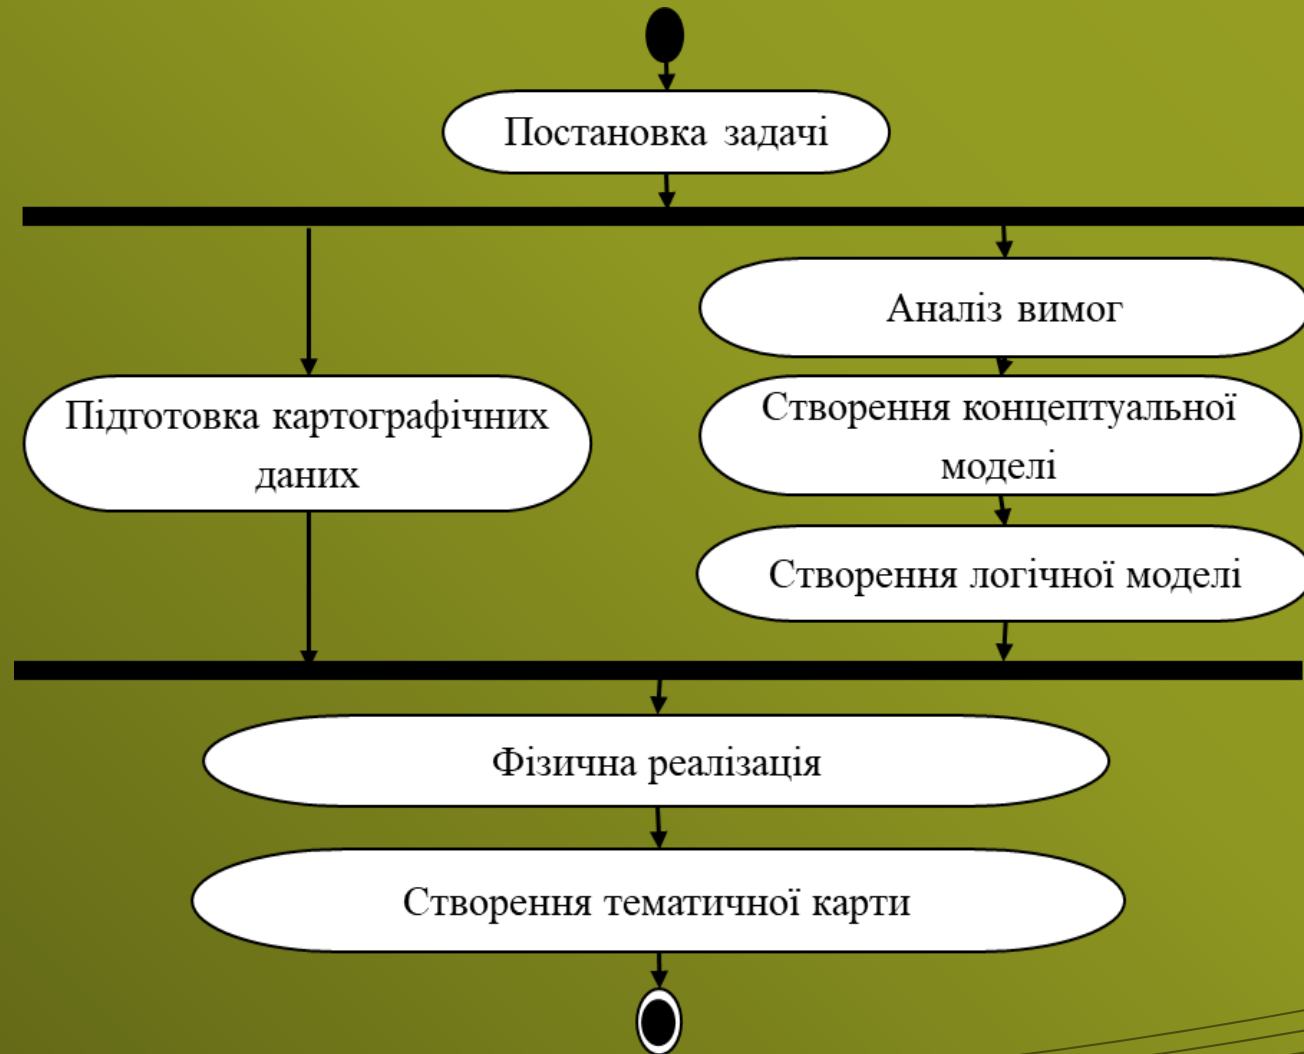 Постановка задачі
Аналіз вимог
Підготовка картографічних
даних
Створення концептуальної
моделі
Створення логічної моделі
Фізична реалізація
Створення тематичної карти